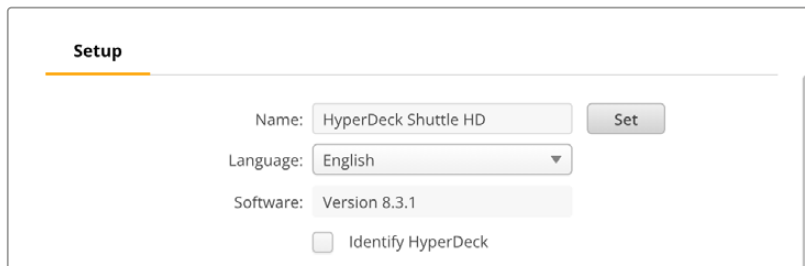 Setup
Name: HyperDeck Shuttle HD Set
Language: English
Software: Version 8.3.1
Identify HyperDeck